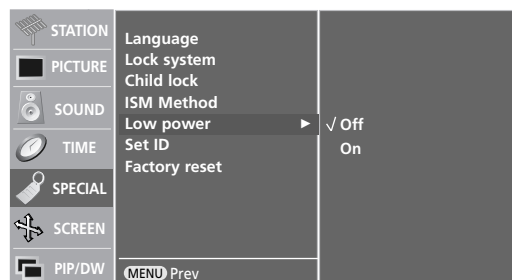 STATION
PICTURE
SOUND
TIME
SPECIAL
SCREEN
PIP/DW
Language
Lock system
Child lock
ISM Method
Low power ►
Set ID
Factory reset
MENU Prev
√ Off
On